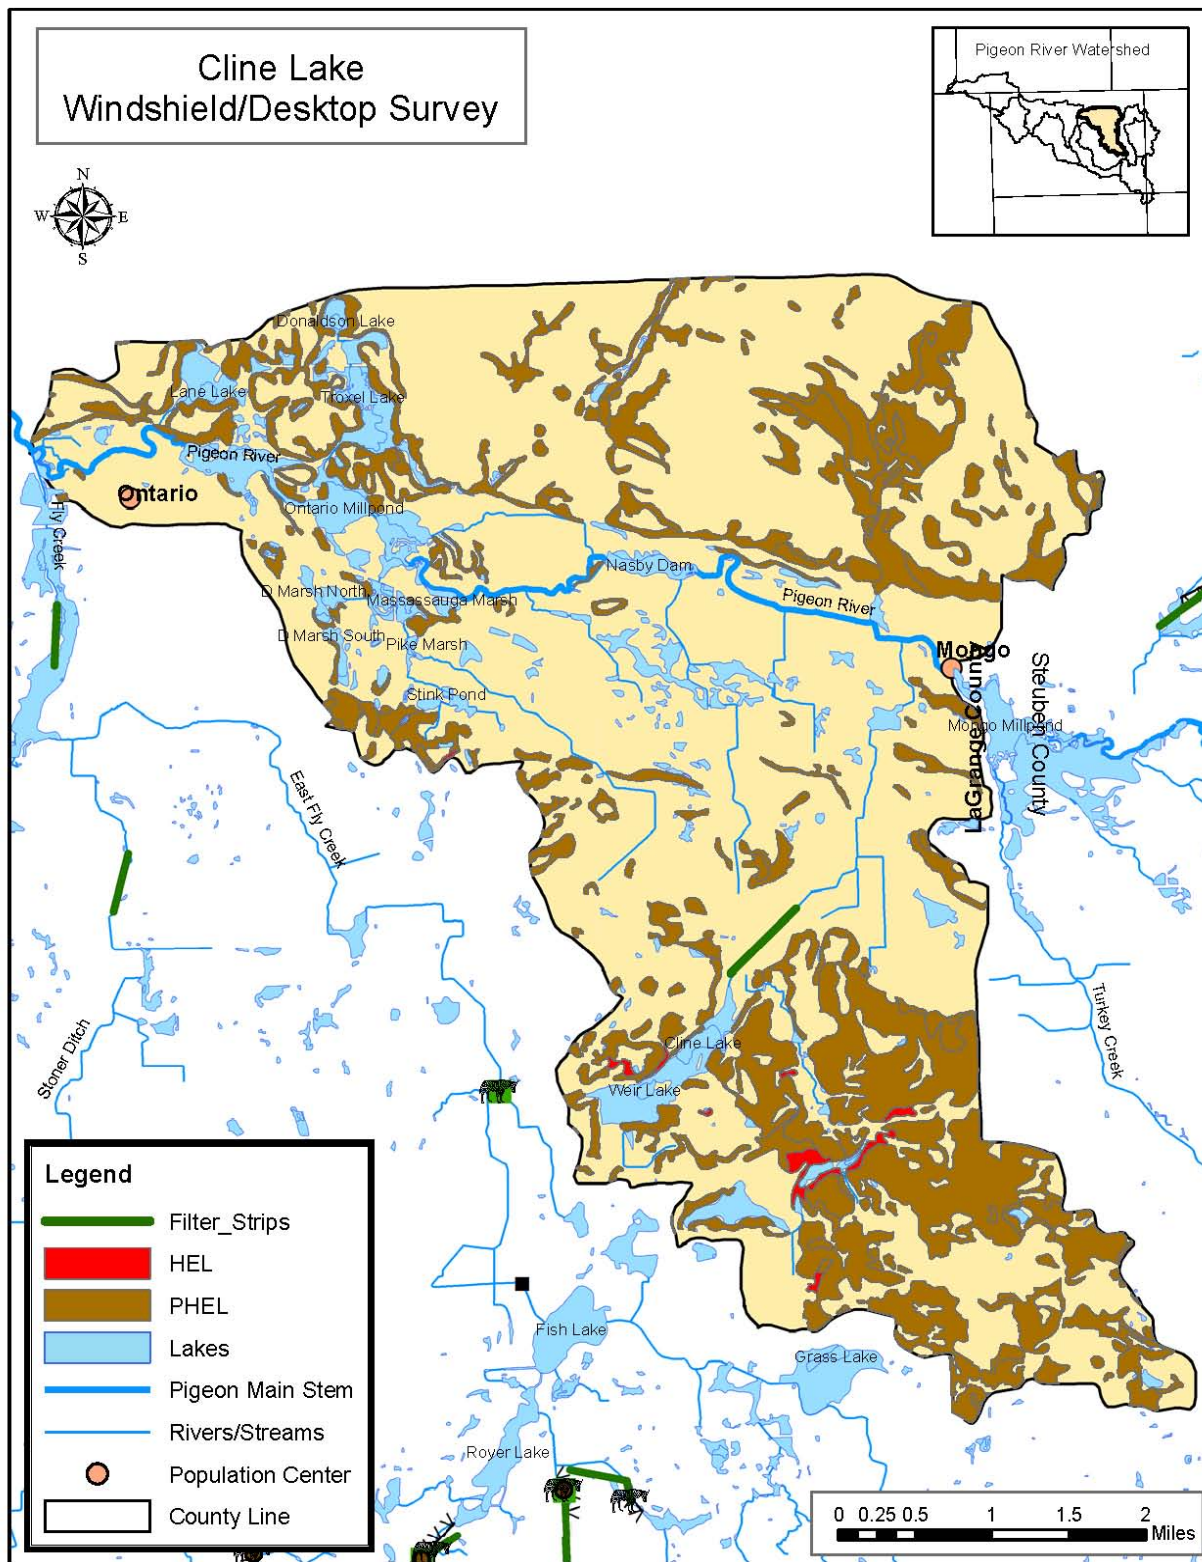 Cline Lake
Windshield/Desktop Survey
Pigeon River Watershed
N
W
E
S
Donaldson Lake
Lane Lake
Troxel Lake
Pigeon River
Ontario
Ontario Millpond
Fly Creek
Nasby Dam
D Marsh North
Massassauga Marsh
Pigeon River
D Marsh South
Pike Marsh
Mongo
Stink Pond
Mongo Millpond
LaGrange County
Steuben County
East Fly Creek
Turkey Creek
Stoner Ditch
Cline Lake
Weir Lake
Fish Lake
Grass Lake
Royer Lake
Legend
Filter_Strips
HEL
PHEL
Lakes
Pigeon Main Stem
Rivers/Streams
Population Center
County Line
0 0.25 0.5 1 1.5 2
Miles